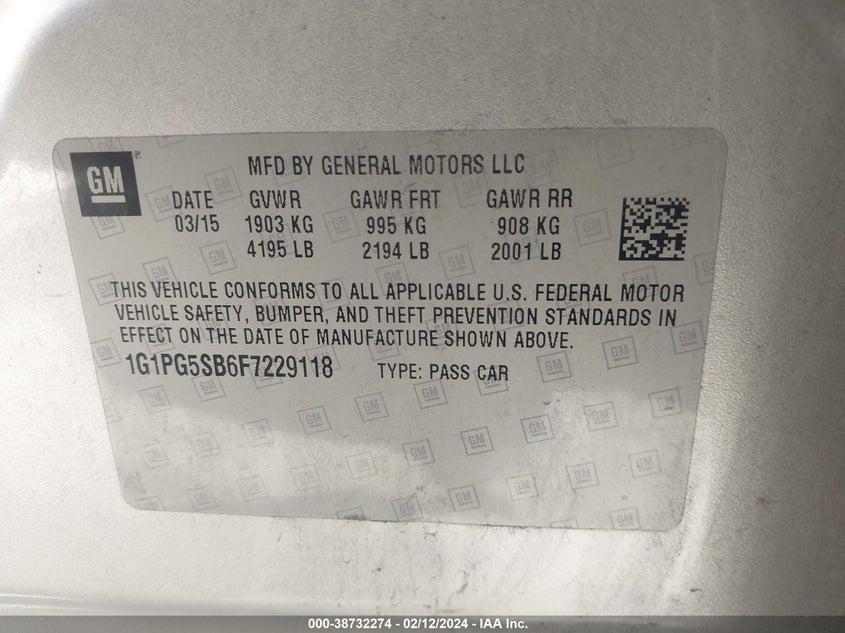 GM
MFD BY GENERAL MOTORS LLC
DATE GVWR GAWR FRT GAWR RR
03/15 1903 KG 995 KG 908 KG
4195 LB 2194 LB 2001 LB
THIS VEHICLE CONFORMS TO ALL APPLICABLE U.S. FEDERAL MOTOR
VEHICLE SAFETY, BUMPER, AND THEFT PREVENTION STANDARDS IN
EFFECT ON THE DATE OF MANUFACTURE SHOWN ABOVE.
1G1PG5SB6F7229118 TYPE: PASS CAR
000-38732274 - 02/12/2024 - IAA Inc.